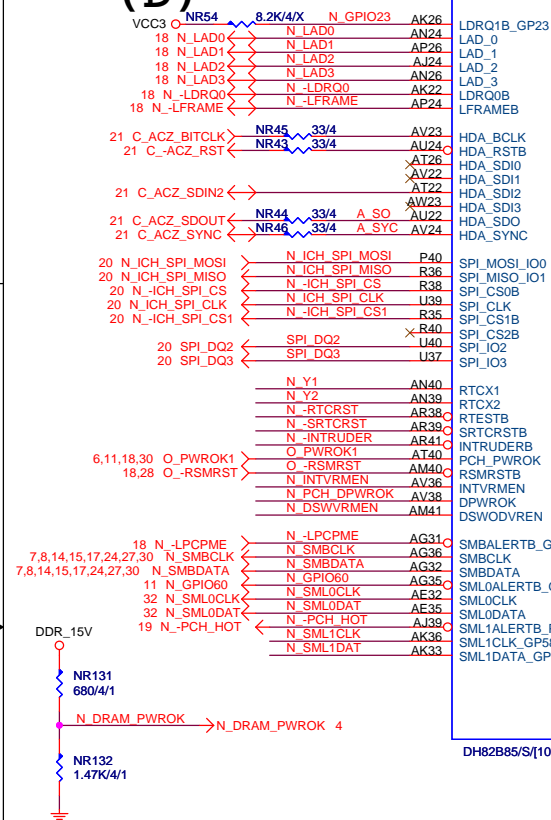 (B)
VCC3 NR54 8.2K/4/X N_GPIO23 AK26 LDRQ1B_GP23
18 N_LAD0 N_LAD0 AN24 LAD_0
18 N_LAD1 N_LAD1 AP26 LAD_1
18 N_LAD2 N_LAD2 AJ24 LAD_2
18 N_LAD3 N_LAD3 AN26 LAD_3
18 N_-LDRQ0 N_-LDRQ0 AK22 LDRQ0B
18 N_-LFRAME N_-LFRAME AP24 LFRAMEB
21 C_ACZ_BITCLK NR45 33/4 AV23 HDA_BCLK
21 C_-ACZ_RST NR43 33/4 AU24 HDA_RSTB
AT26 HDA_SDI0
AV22 HDA_SDI1
21 C_ACZ_SDIN2 AT22 HDA_SDI2
AW23 HDA_SDI3
21 C_ACZ_SDOUT NR44 33/4 A_SO AU22 HDA_SDO
21 C_ACZ_SYNC NR46 33/4 A_SYC AV24 HDA_SYNC
20 N_ICH_SPI_MOSI N_ICH_SPI_MOSI P40 SPI_MOSI_IO0
20 N_ICH_SPI_MISO N_ICH_SPI_MISO R36 SPI_MISO_IO1
20 N_-ICH_SPI_CS N_-ICH_SPI_CS R38 SPI_CS0B
20 N_ICH_SPI_CLK N_ICH_SPI_CLK U39 SPI_CLK
20 N_-ICH_SPI_CS1 N_-ICH_SPI_CS1 R35 SPI_CS1B
R40 SPI_CS2B
20 SPI_DQ2 SPI_DQ2 U40 SPI_IO2
20 SPI_DQ3 SPI_DQ3 U37 SPI_IO3
N_Y1 AN40 RTCX1
N_Y2 AN39 RTCX2
N_-RTCRST AR38 RTESTB
N_-SRTCRST AR39 SRTCRSTB
N_-INTRUDER AR41 INTRUDERB
6,11,18,30 O_PWROK1 O_PWROK1 AT40 PCH_PWROK
18,28 O_-RSMRST O_-RSMRST AM40 RSMRSTB
N_INTVRMEN AV36 INTVRMEN
N_PCH_DPWROK AV38 DPWROK
N_DSWVRMEN AM41 DSWODVREN
18 N_-LPCPME N_-LPCPME AG31 SMBALERTB_G
7,8,14,15,17,24,27,30 N_SMBCLK N_SMBCLK AG36 SMBCLK
7,8,14,15,17,24,27,30 N_SMBDATA N_SMBDATA AG32 SMBDATA
11 N_GPIO60 N_GPIO60 AG35 SML0ALERTB_
32 N_SML0CLK N_SML0CLK AE32 SML0CLK
32 N_SML0DAT N_SML0DAT AE35 SML0DATA
19 N_-PCH_HOT N_-PCH_HOT AJ39 SML1ALERTB_
N_SML1CLK AK36 SML1CLK_GP58
N_SML1DAT AK33 SML1DATA_GP
DDR_15V
NR131
680/4/1
N_DRAM_PWROK N_DRAM_PWROK 4
NR132
1.47K/4/1
DH82B85/S/[10